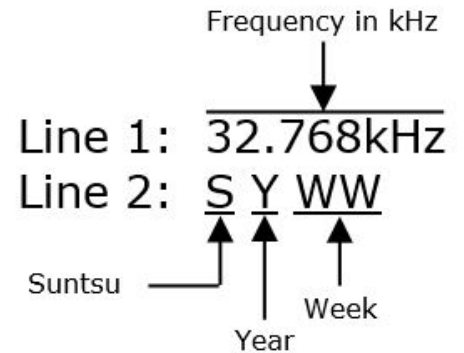 Frequency in kHz
Line 1: 32.768kHz
Line 2: S Y WW
Suntsu
Week
Year